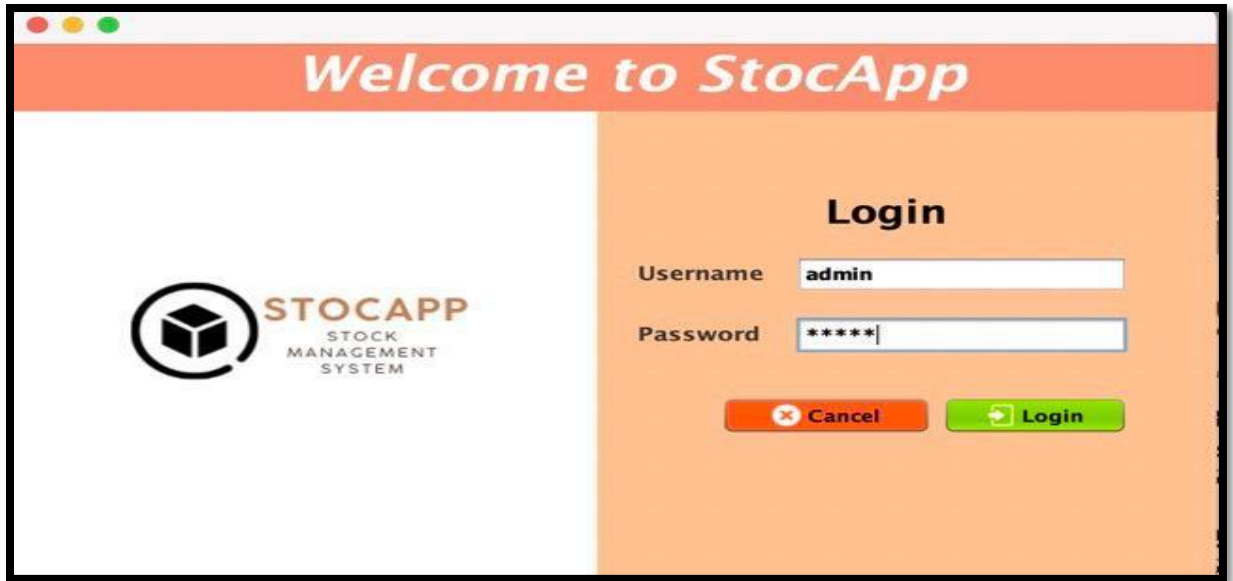 Welcome to StocApp
STOCAPP
STOCK
MANAGEMENT
SYSTEM
Login
Username admin
Password *****
Cancel Login